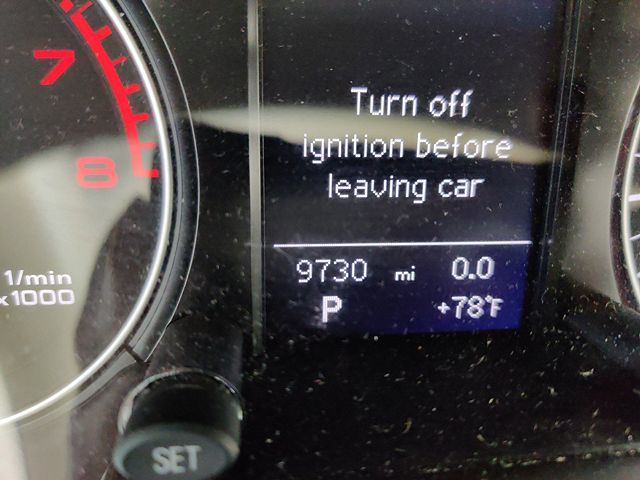 7
8
1/min
x1000
Turn off
ignition before
leaving car
9730 mi 0.0
P +78°F
SET